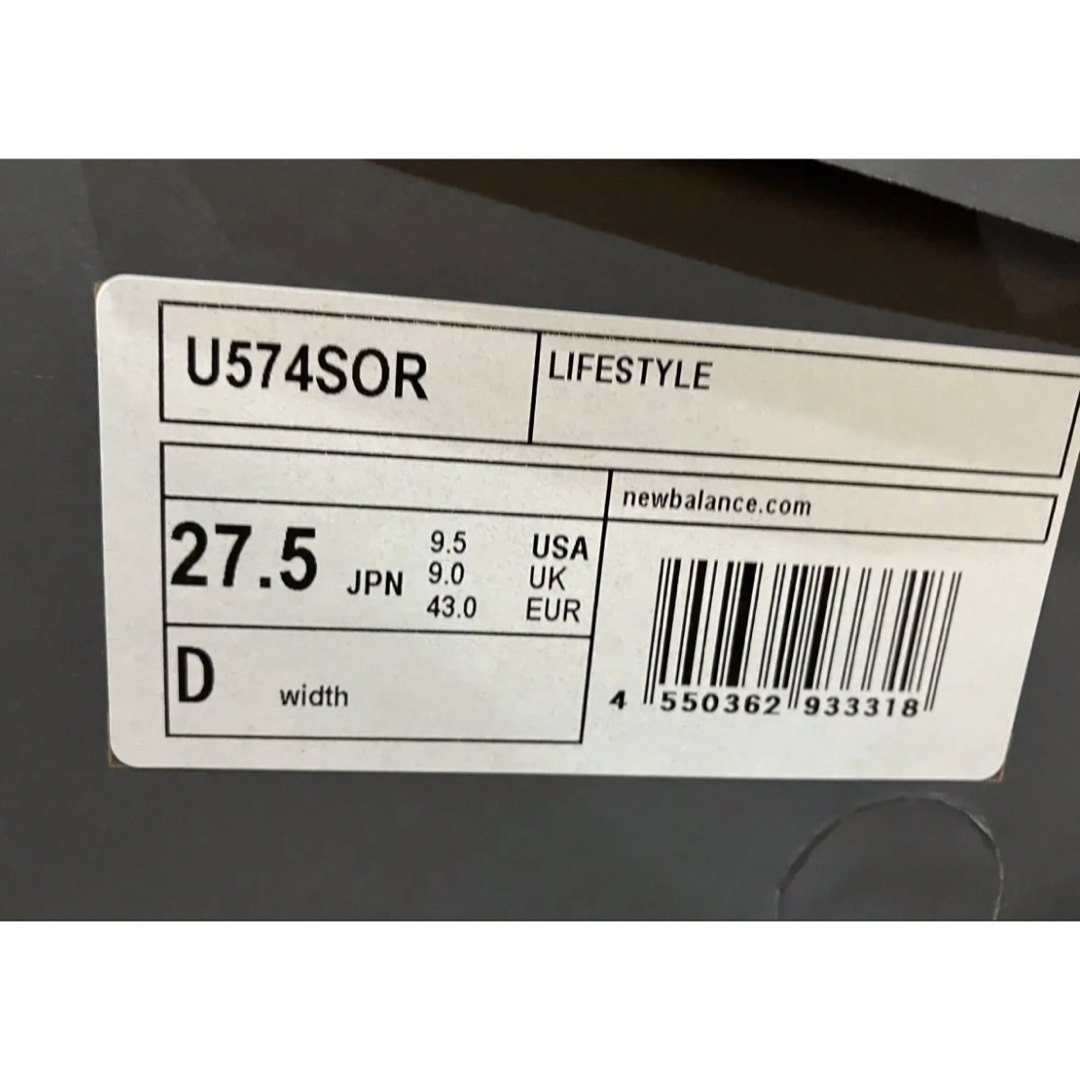 U574SOR
LIFESTYLE
newbalance.com
27.5 JPN
9.5 USA
9.0 UK
43.0 EUR
D width
4 550362 933318